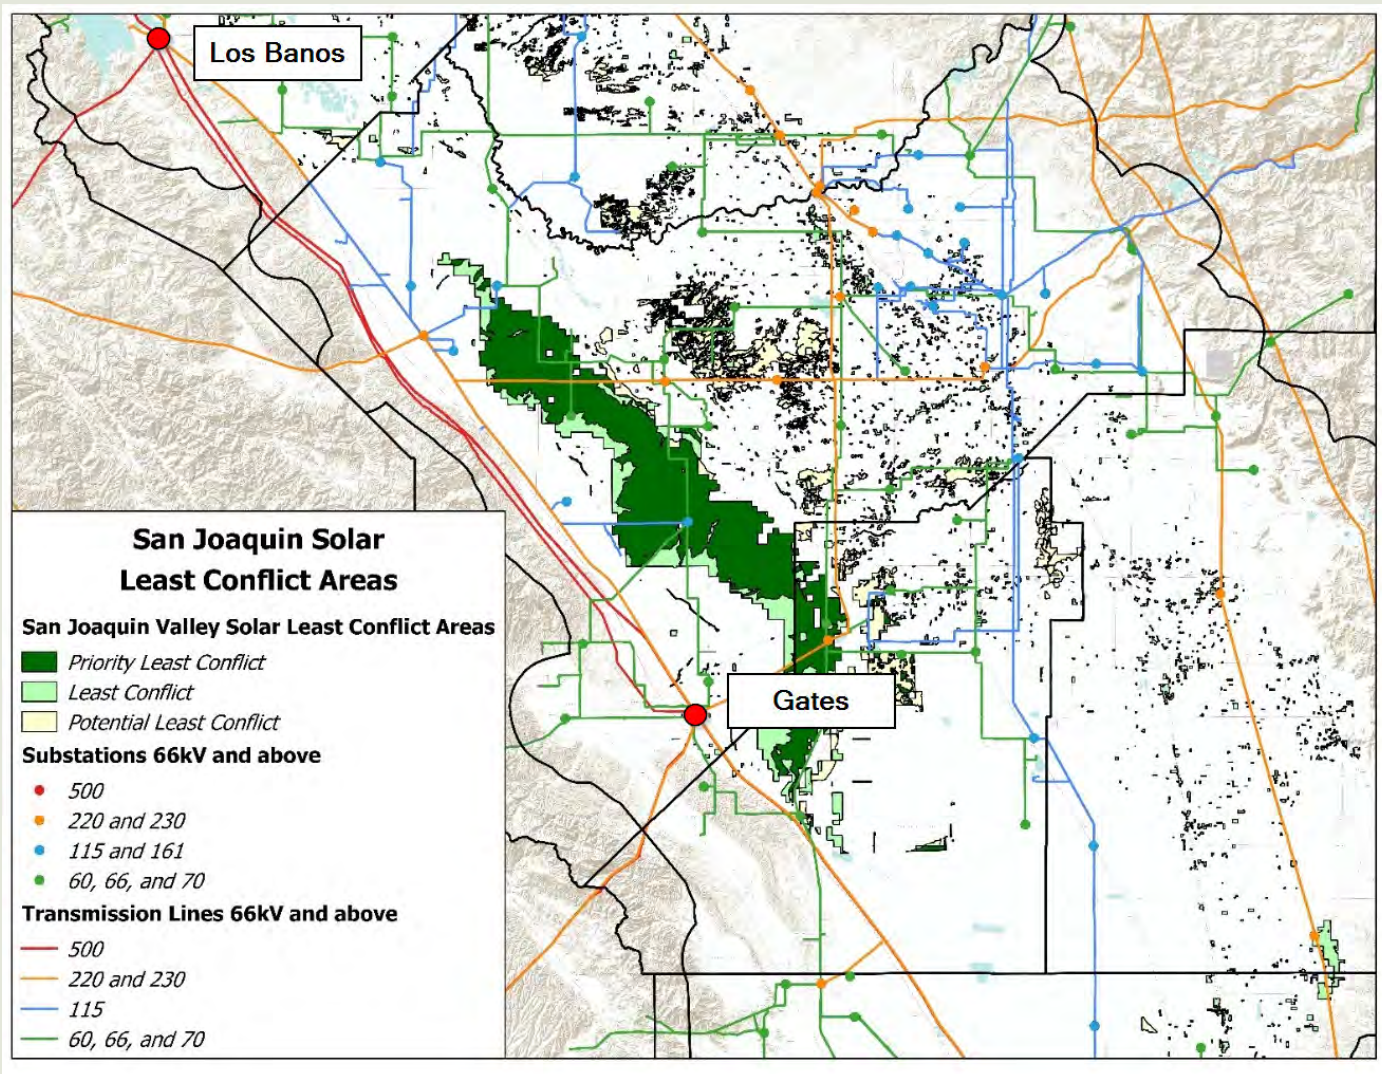 Los Banos
Gates
San Joaquin Solar
Least Conflict Areas
San Joaquin Valley Solar Least Conflict Areas
Priority Least Conflict
Least Conflict
Potential Least Conflict
Substations 66kV and above
500
220 and 230
115 and 161
60, 66, and 70
Transmission Lines 66kV and above
500
220 and 230
115
60, 66, and 70